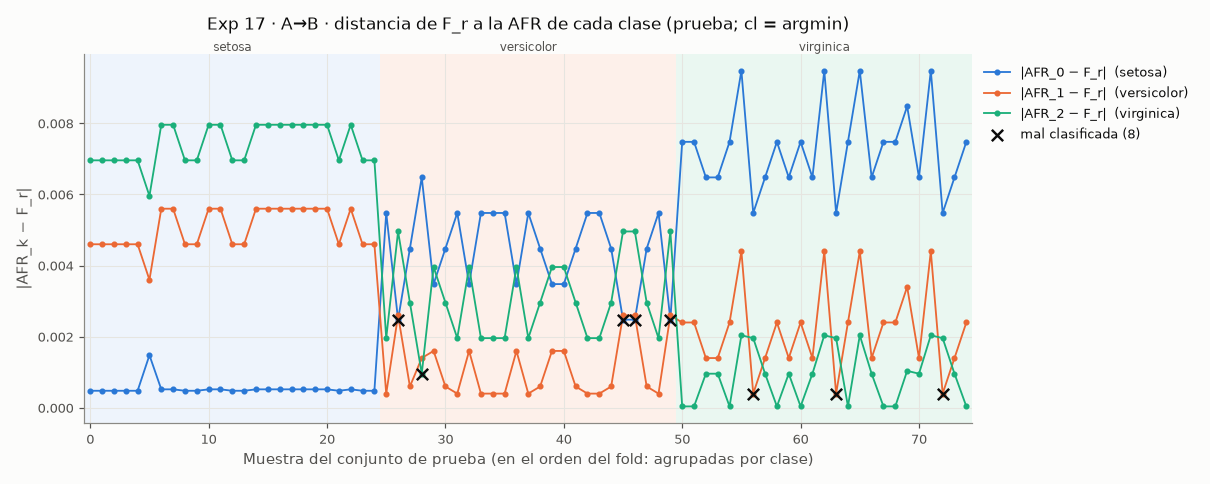 Exp 17 · A→B · distancia de F_r a la AFR de cada clase (prueba; cl = argmin)
setosa
versicolor
virginica
|AFR_0 − F_r| (setosa)
|AFR_1 − F_r| (versicolor)
|AFR_2 − F_r| (virginica)
mal clasificada (8)
|AFR_k − F_r|
0.008
0.006
0.004
0.002
0.000
0
10
20
30
40
50
60
70
Muestra del conjunto de prueba (en el orden del fold: agrupadas por clase)